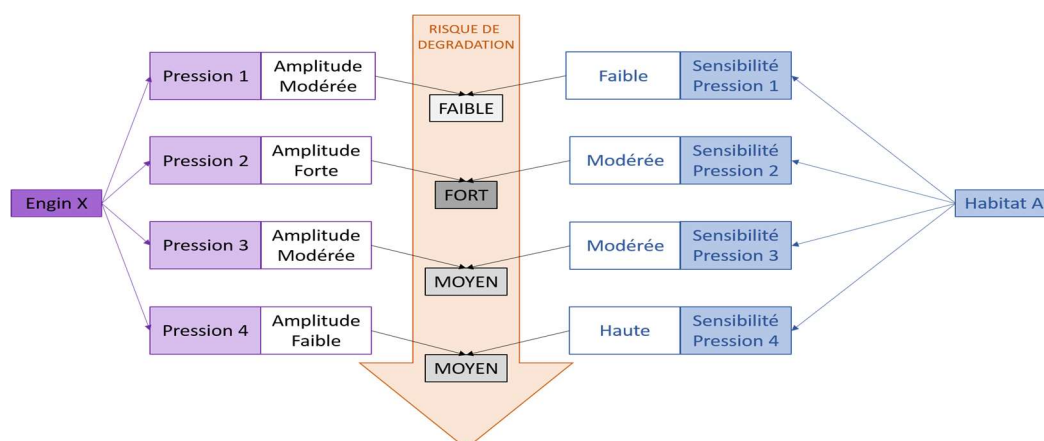 RISQUE DE
DEGRADATION
Pression 1
Amplitude
Modérée
FAIBLE
Faible
Sensibilité
Pression 1
Pression 2
Amplitude
Forte
FORT
Modérée
Sensibilité
Pression 2
Engin X
Habitat A
Pression 3
Amplitude
Modérée
MOYEN
Modérée
Sensibilité
Pression 3
Pression 4
Amplitude
Faible
MOYEN
Haute
Sensibilité
Pression 4